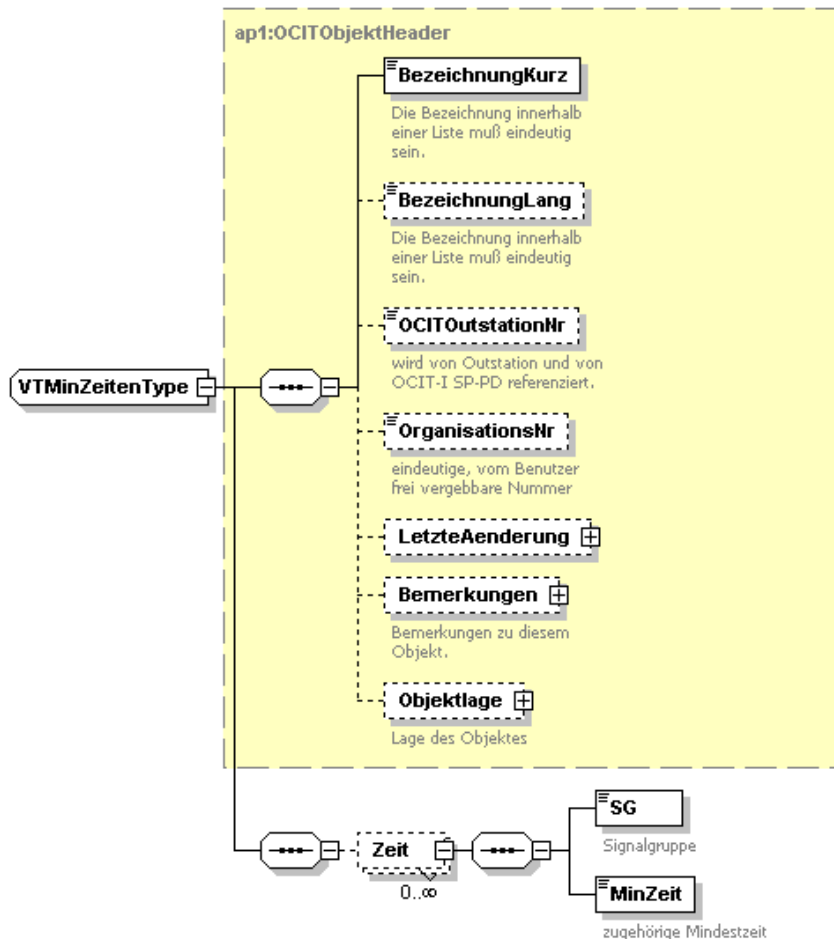 ap1:OCITObjektHeader
BezeichnungKurz
Die Bezeichnung innerhalb
einer Liste muß eindeutig
sein.
BezeichnungLang
Die Bezeichnung innerhalb
einer Liste muß eindeutig
sein.
OCITOutstationNr
wird von Outstation und von
OCIT-I SP-PD referenziert.
VTMinZeitenType
OrganisationsNr
eindeutige, vom Benutzer
frei vergebbare Nummer
LetzteAenderung
Bemerkungen
Bemerkungen zu diesem
Objekt.
Objektlage
Lage des Objektes
Zeit
0..∞
SG
Signalgruppe
MinZeit
zugehörige Mindestzeit